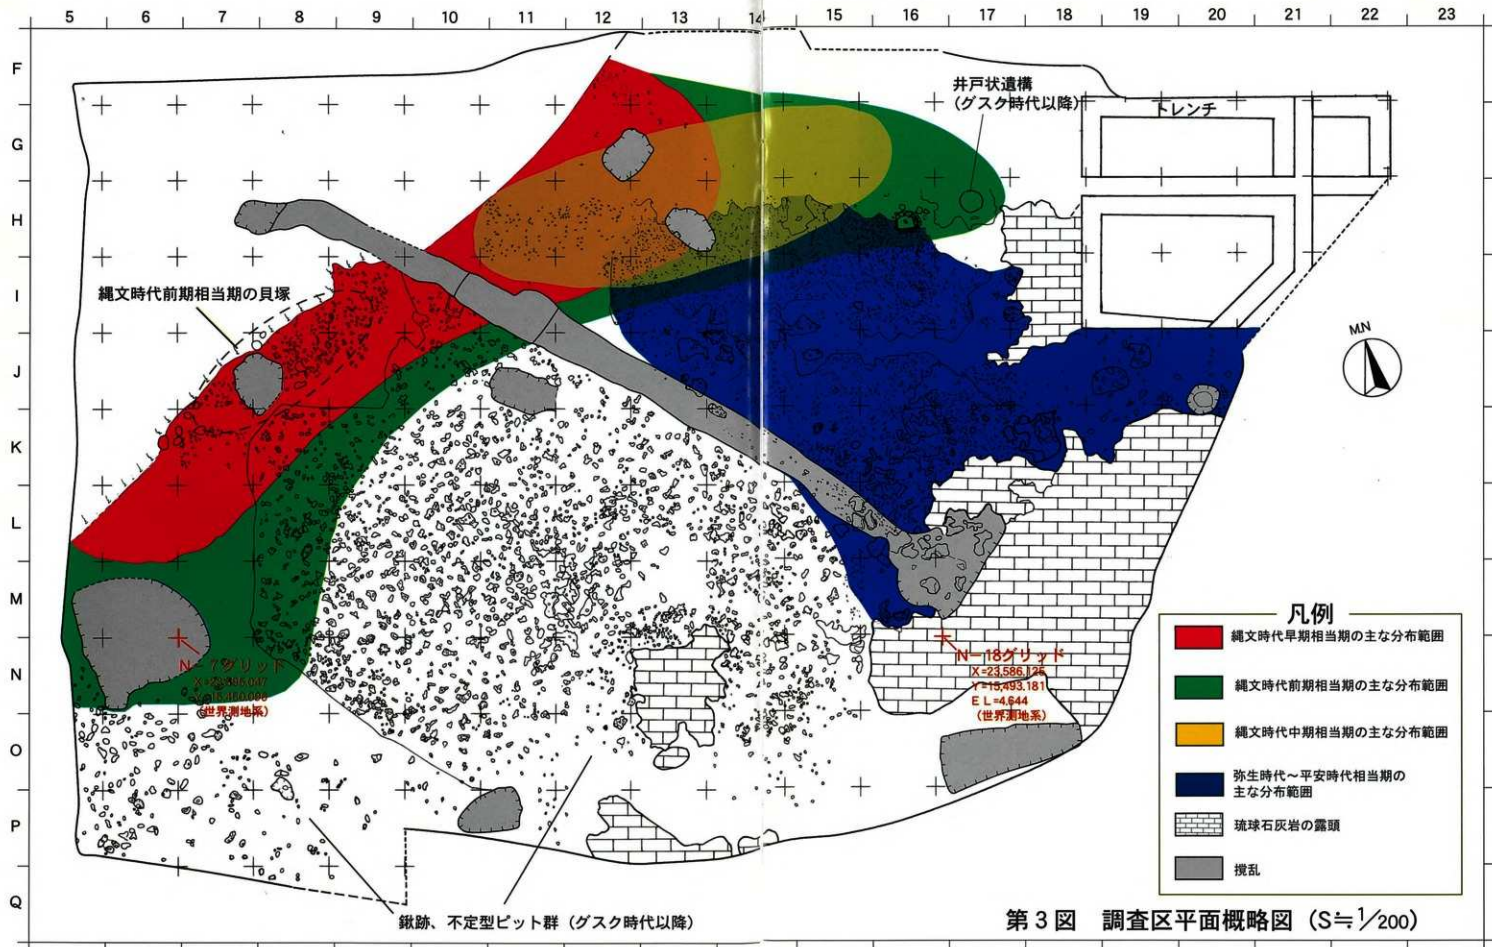 5 6 7 8 9 10 11 12 13 14 15 16 17 18 19 20 21 22 23
F
G
H
I
J
K
L
M
N
O
P
Q
井戸状遺構
(グスク時代以降)
トレンチ
縄文時代前期相当期の貝塚
M.N
N-7グリッド
(世界測地系)
N-18グリッド
X=23,586.125
Y=15,493.181
EL=4.644
(世界測地系)
鍬跡、不定型ピット群(グスク時代以降)
凡例
縄文時代早期相当期の主な分布範囲
縄文時代前期相当期の主な分布範囲
縄文時代中期相当期の主な分布範囲
弥生時代~平安時代相当期の
主な分布範囲
琉球石灰岩の露頭
撹乱
第3図 調査区平面概略図(S≒1/200)